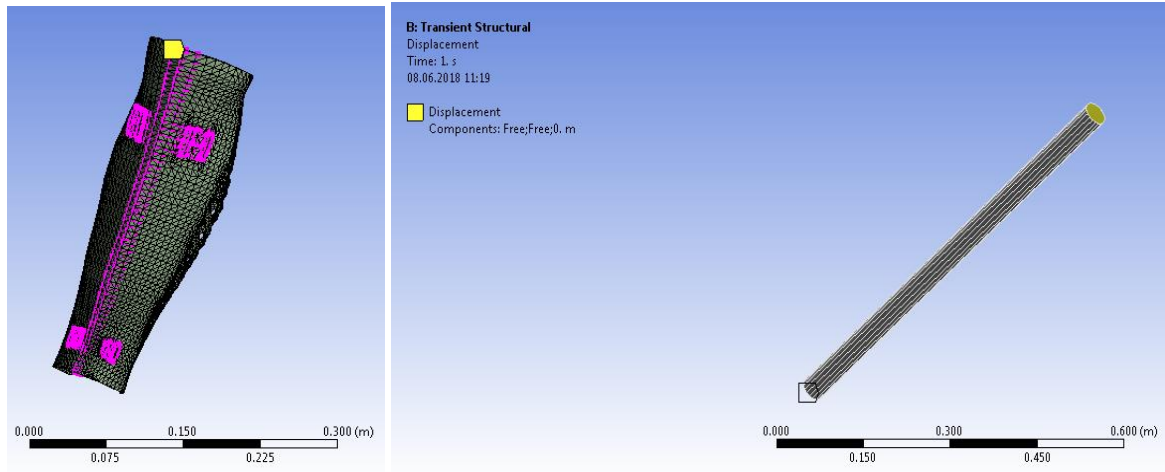 0.000 0.150 0.300 (m)
0.075 0.225
B: Transient Structural
Displacement
Time: 1. s
08.06.2018 11:19
Displacement
Components: Free;Free;0. m
0.000 0.300 0.600 (m)
0.150 0.450